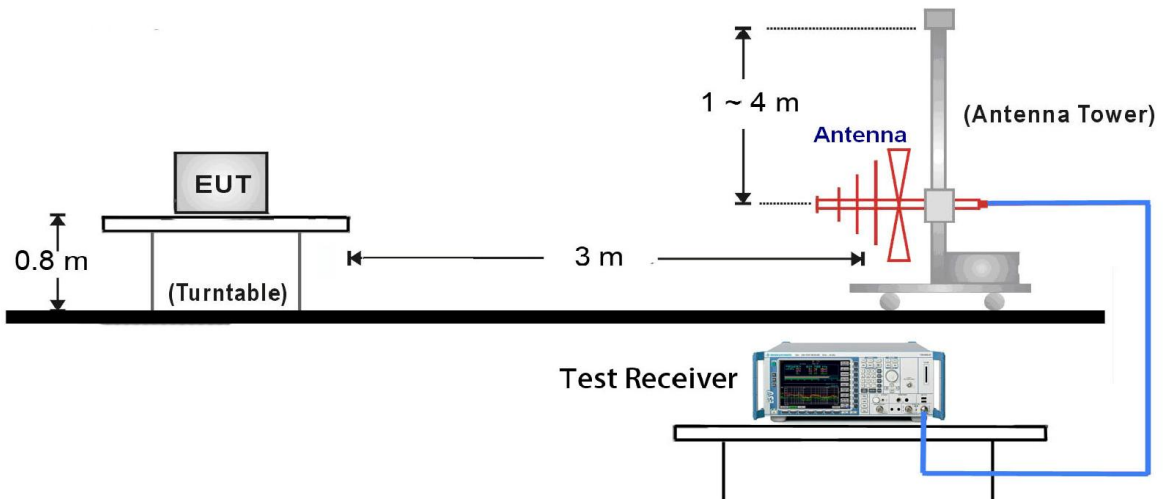 1 ~ 4 m
(Antenna Tower)
Antenna
EUT
0.8 m
3 m
(Turntable)
Test Receiver